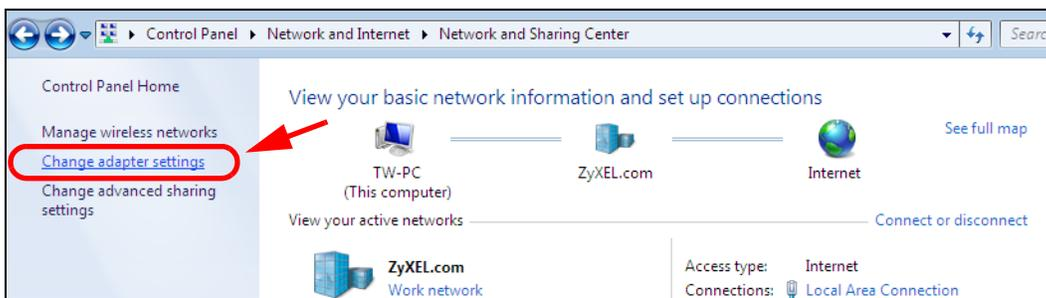 Control Panel Network and Internet Network and Sharing Center
Control Panel Home
Manage wireless networks
Change adapter settings
Change advanced sharing
settings
View your basic network information and set up connections
See full map
TW-PC
(This computer)
ZyXEL.com
Internet
View your active networks
Connect or disconnect
ZyXEL.com
Work network
Access type: Internet
Connections: Local Area Connection